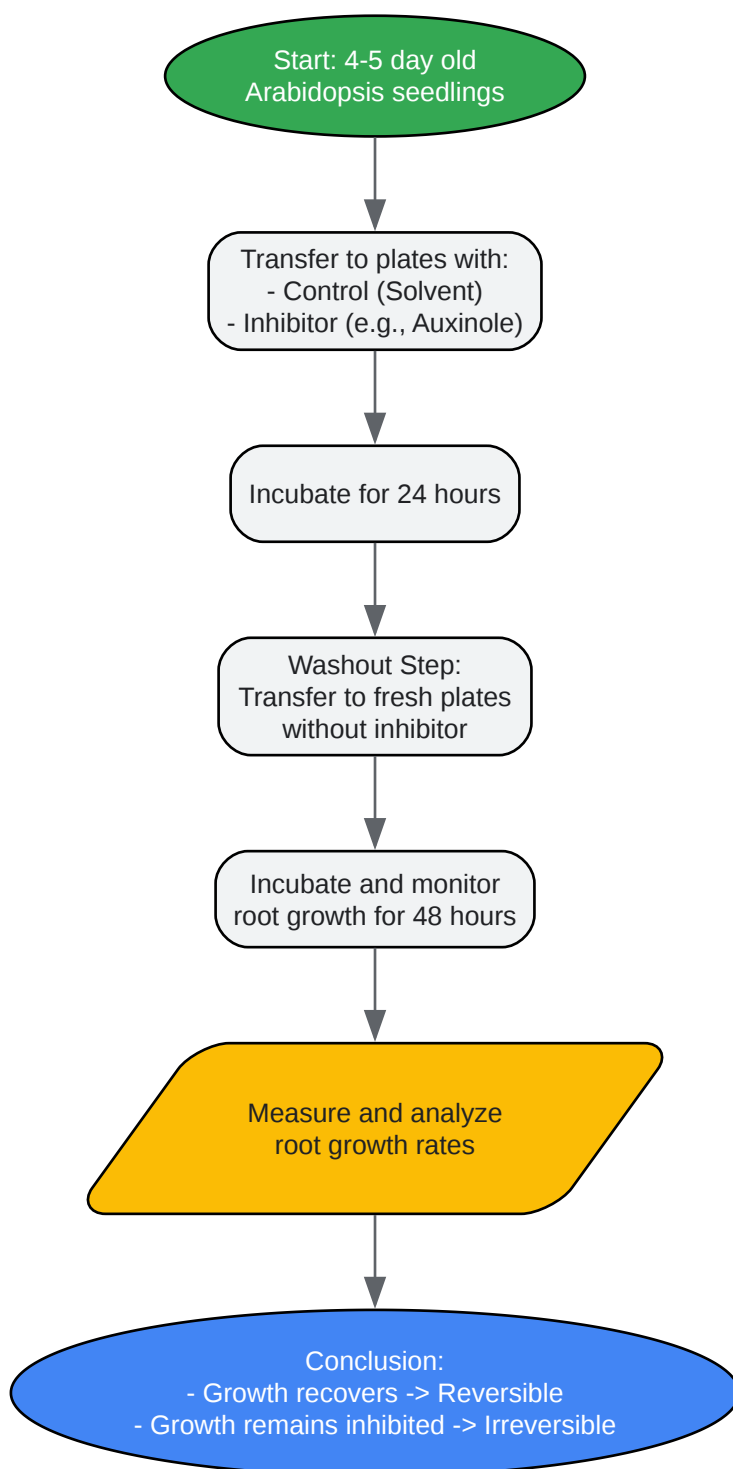 Start: 4-5 day old
Arabidopsis seedlings
Transfer to plates with:
- Control (Solvent)
- Inhibitor (e.g., Auxinole)
Incubate for 24 hours
Washout Step:
Transfer to fresh plates
without inhibitor
Incubate and monitor
root growth for 48 hours
Measure and analyze
root growth rates
Conclusion:
- Growth recovers -> Reversible
- Growth remains inhibited -> Irreversible